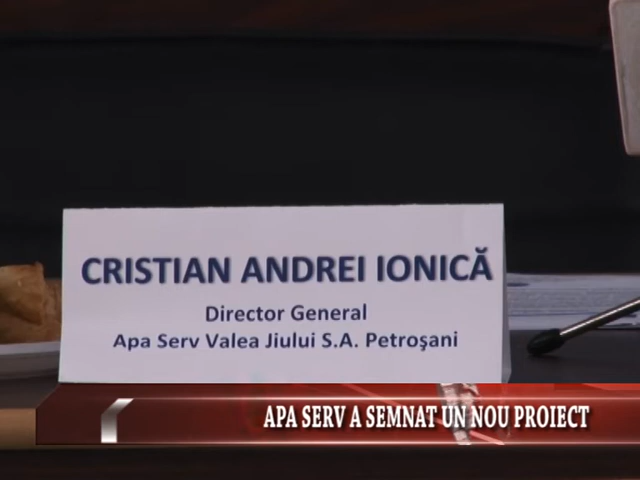 CRISTIAN ANDREI IONICĂ
Director General
Apa Serv Valea Jiului S.A. Petroşani
APA SERV A SEMNAT UN NOU PROIECT